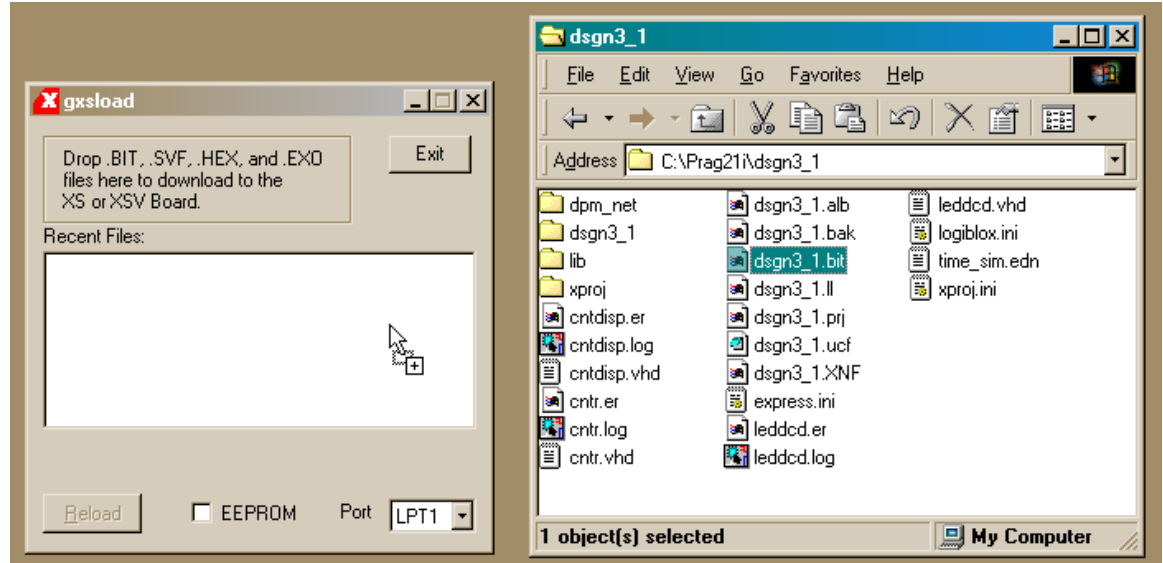 gxsload
Drop .BIT, .SVF, .HEX, and .EXO
files here to download to the
XS or XSV Board.
Exit
Recent Files:
Reload
EEPROM
Port
LPT1
dsgn3_1
File Edit View Go Favorites Help
Address C:\Prag21i\dsgn3_1
dpm_net
dsgn3_1
lib
xproj
cntdisp.er
cntdisp.log
cntdisp.vhd
cntr.er
cntr.log
cntr.vhd
dsgn3_1.alb
dsgn3_1.bak
dsgn3_1.bit
dsgn3_1.ll
dsgn3_1.prj
dsgn3_1.ucf
dsgn3_1.XNF
express.ini
leddcd.er
leddcd.log
leddcd.vhd
logiblox.ini
time_sim.edn
xproj.ini
1 object(s) selected
My Computer